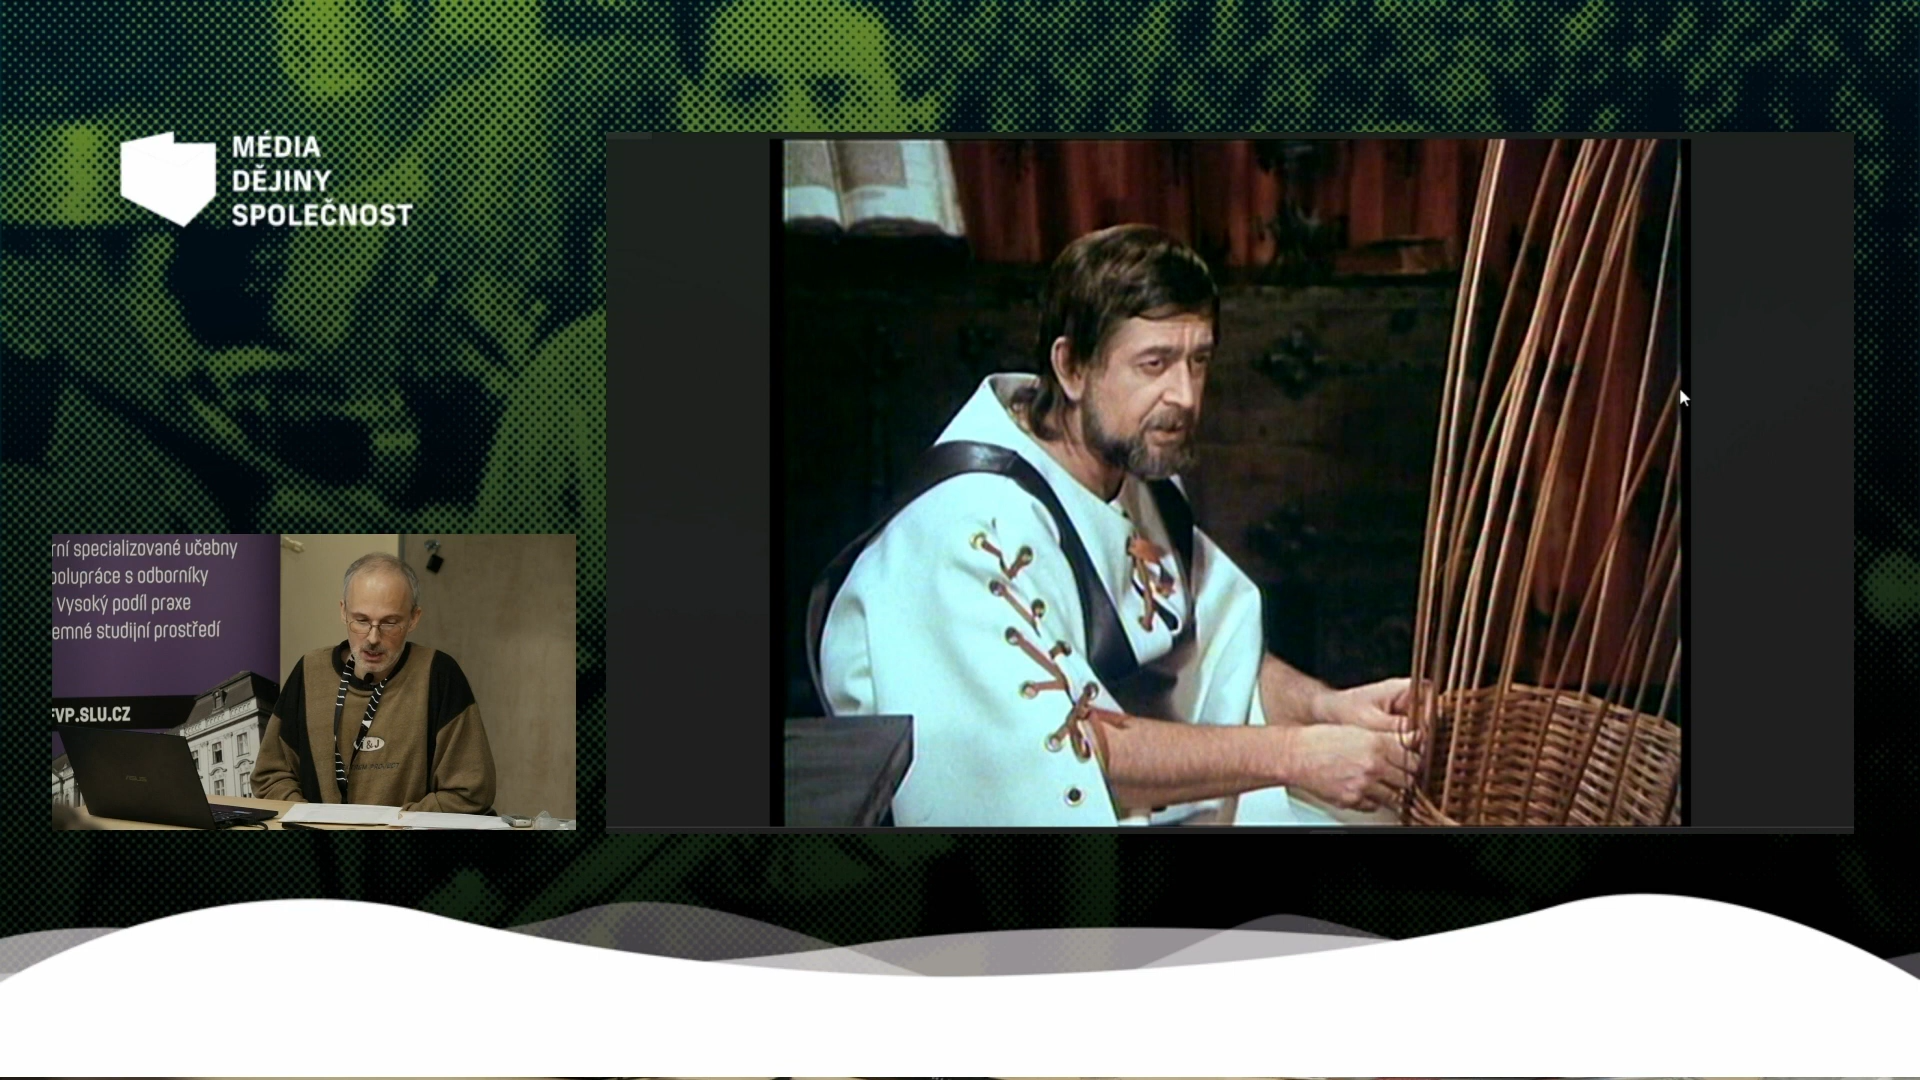 MÉDIA
DĚJINY
SPOLEČNOST
rní specializované učebny
polupráce s odborníky
Vysoký podíl praxe
emné studijní prostředí
FVP.SLU.CZ